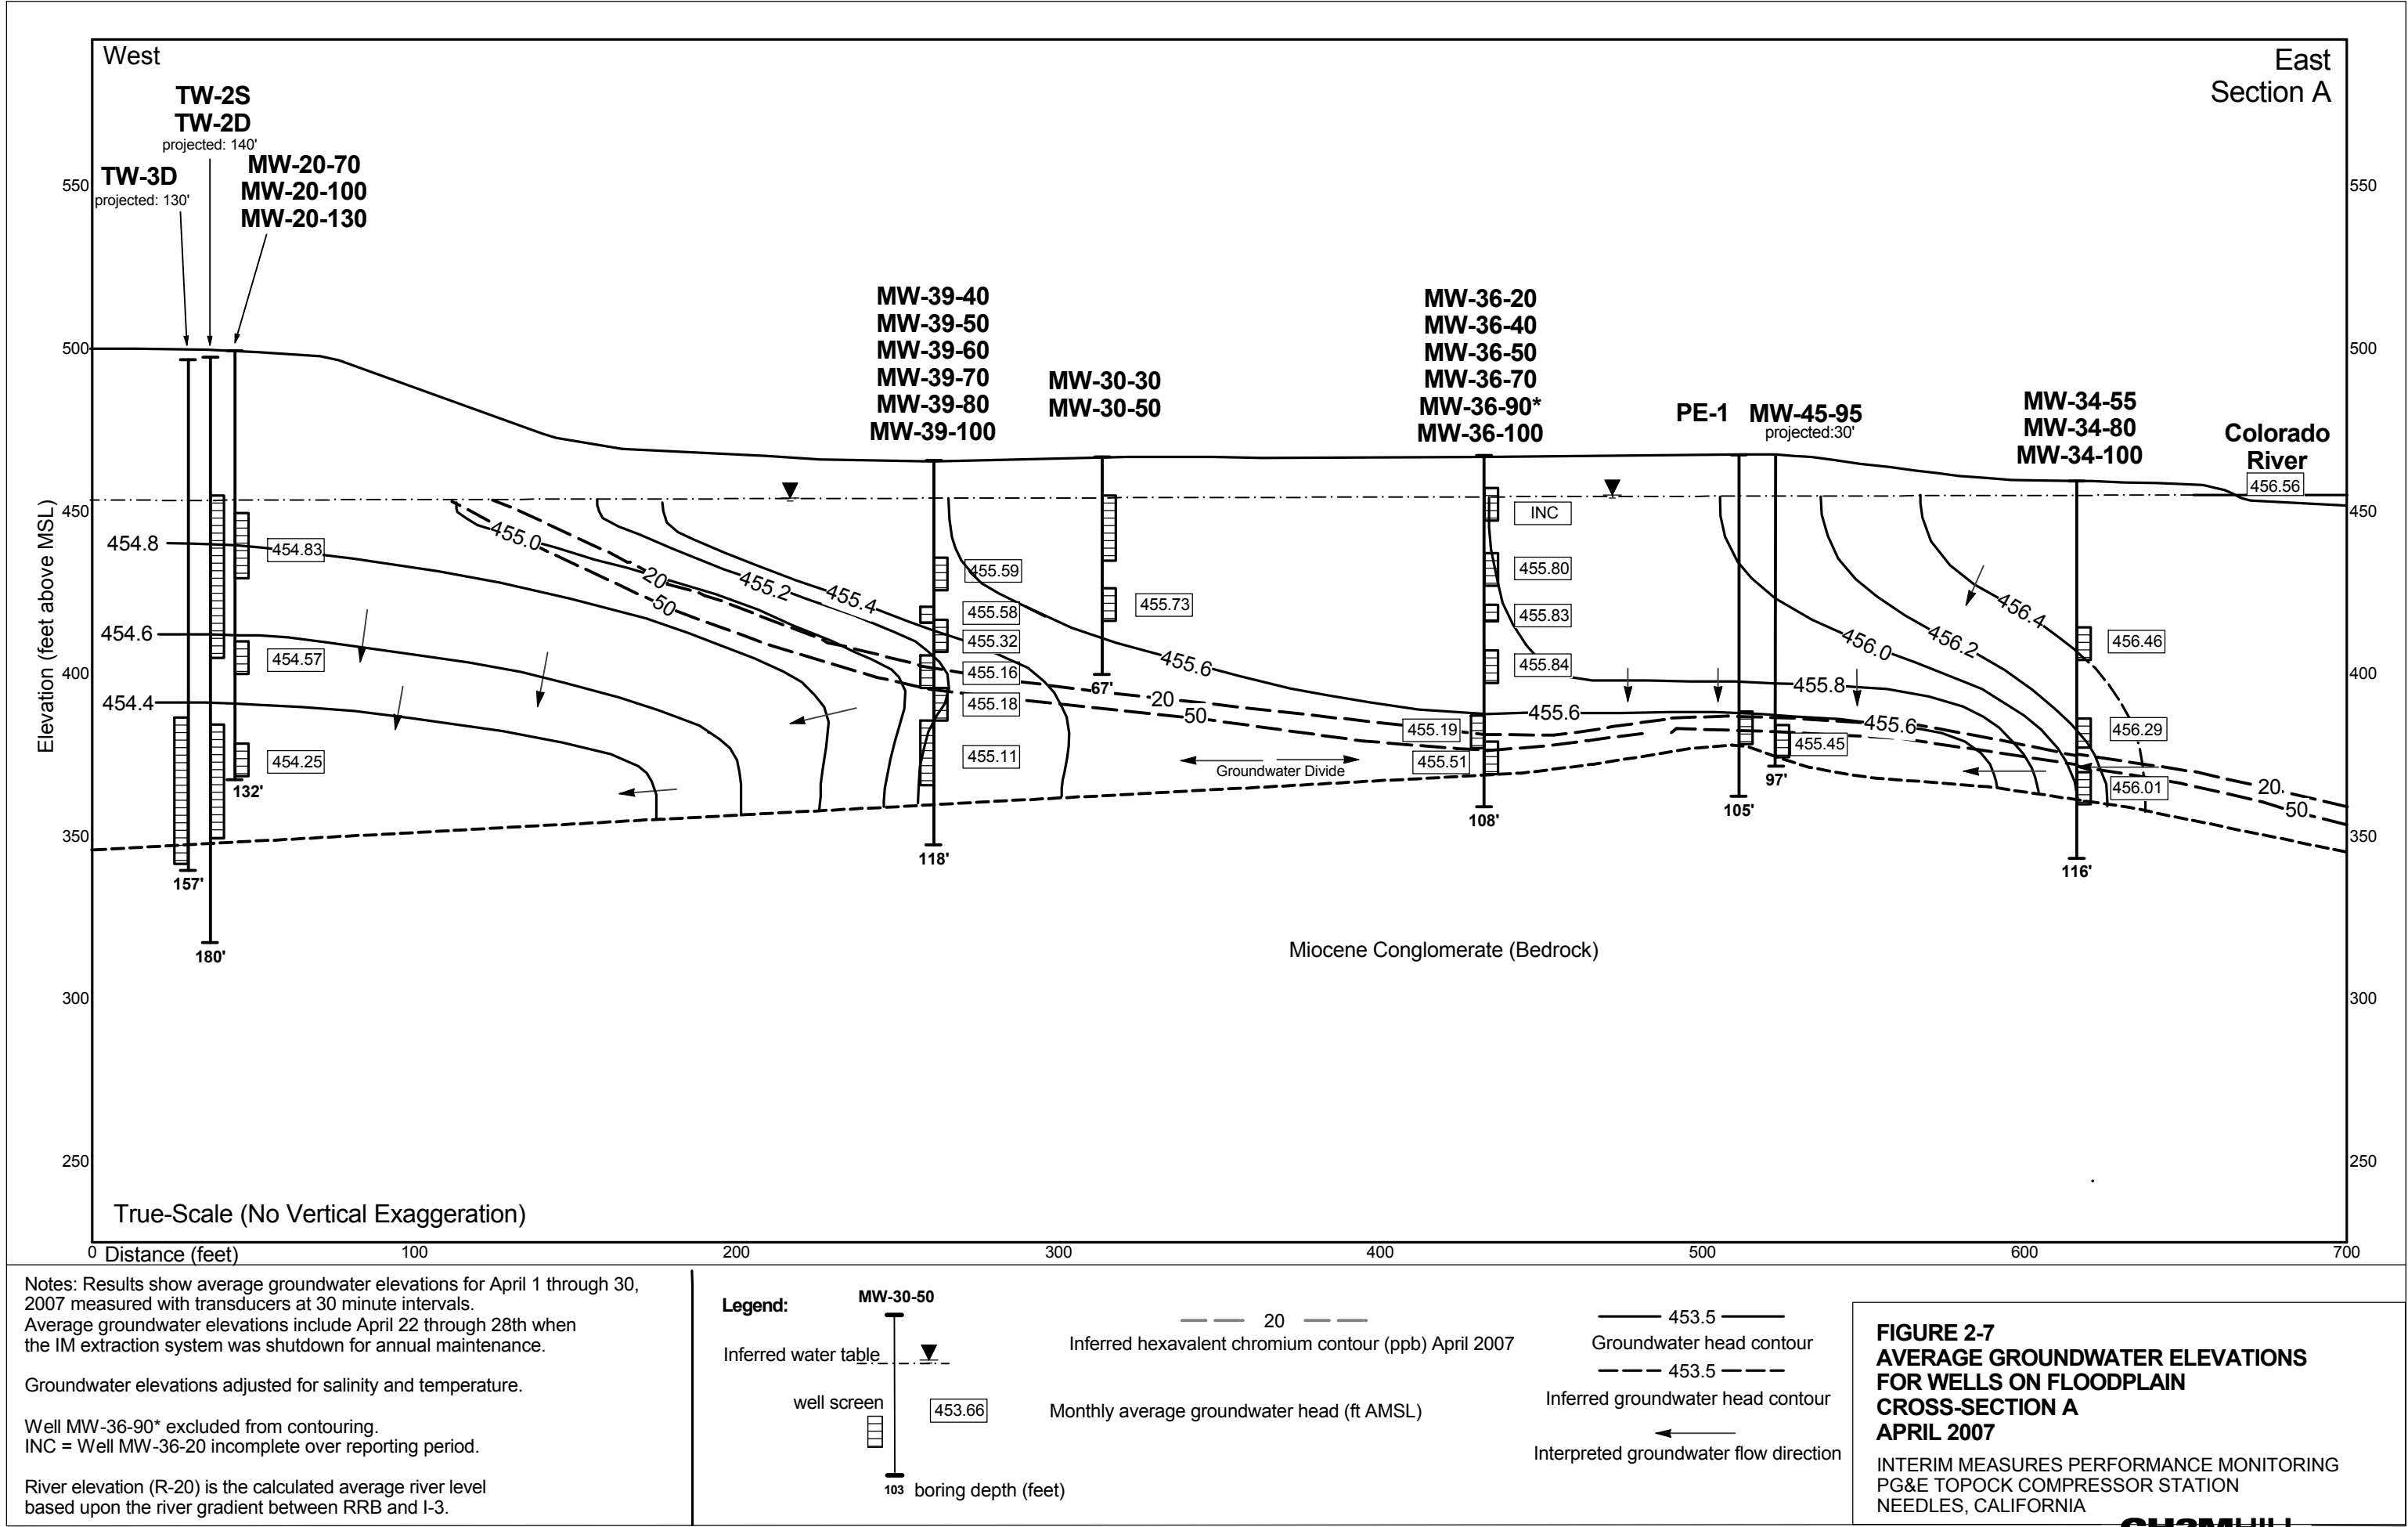 West
East
Section A
TW-2S
TW-2D
projected: 140'
TW-3D
projected: 130'
MW-20-70
MW-20-100
MW-20-130
MW-39-40
MW-39-50
MW-39-60
MW-39-70
MW-39-80
MW-39-100
MW-30-30
MW-30-50
MW-36-20
MW-36-40
MW-36-50
MW-36-70
MW-36-90*
MW-36-100
PE-1
MW-45-95
projected:30'
MW-34-55
MW-34-80
MW-34-100
Colorado
River
456.56
Elevation (feet above MSL)
550
500
450
400
350
300
250
550
500
450
400
350
300
250
454.8
454.6
454.4
455.0
20
50
455.2
455.4
455.6
20
50
455.6
455.8
455.6
456.0
456.2
456.4
20
50
454.83
454.57
454.25
455.59
455.58
455.32
455.16
455.18
455.11
455.73
INC
455.80
455.83
455.84
455.19
455.51
455.45
456.46
456.29
456.01
Groundwater Divide
157'
180'
132'
118'
67'
108'
105'
97'
116'
Miocene Conglomerate (Bedrock)
True-Scale (No Vertical Exaggeration)
0 Distance (feet) 100 200 300 400 500 600 700
Notes: Results show average groundwater elevations for April 1 through 30,
2007 measured with transducers at 30 minute intervals.
Average groundwater elevations include April 22 through 28th when
the IM extraction system was shutdown for annual maintenance.
Groundwater elevations adjusted for salinity and temperature.
Well MW-36-90* excluded from contouring.
INC = Well MW-36-20 incomplete over reporting period.
River elevation (R-20) is the calculated average river level
based upon the river gradient between RRB and I-3.
Legend:
MW-30-50
Inferred water table
well screen
453.66
103 boring depth (feet)
20
Inferred hexavalent chromium contour (ppb) April 2007
Monthly average groundwater head (ft AMSL)
453.5
Groundwater head contour
453.5
Inferred groundwater head contour
Interpreted groundwater flow direction
FIGURE 2-7
AVERAGE GROUNDWATER ELEVATIONS
FOR WELLS ON FLOODPLAIN
CROSS-SECTION A
APRIL 2007
INTERIM MEASURES PERFORMANCE MONITORING
PG&E TOPOCK COMPRESSOR STATION
NEEDLES, CALIFORNIA
CH2MHILL